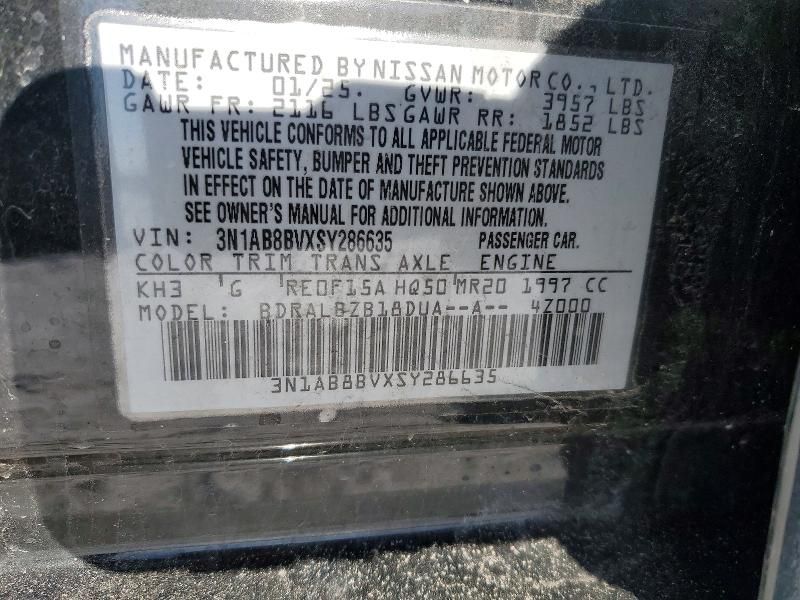 MANUFACTURED BY NISSAN MOTOR CO., LTD.
DATE: 01/25. GVWR: 3957 LBS
GAWR FR: 2116 LBS GAWR RR: 1852 LBS
THIS VEHICLE CONFORMS TO ALL APPLICABLE FEDERAL MOTOR
VEHICLE SAFETY, BUMPER AND THEFT PREVENTION STANDARDS
IN EFFECT ON THE DATE OF MANUFACTURE SHOWN ABOVE.
SEE OWNER'S MANUAL FOR ADDITIONAL INFORMATION.
VIN: 3N1AB8BVXSY286635 PASSENGER CAR.
COLOR TRIM TRANS AXLE ENGINE
KH3 G RE0F15A HQ50 MR20 1997 CC
MODEL: BDRALBZB18DUA--A-- 4Z000
3N1AB8BVXSY286635